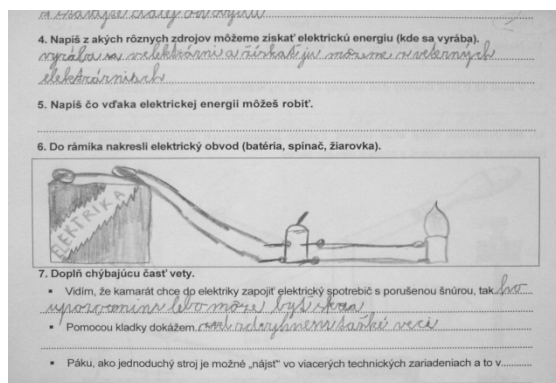 4. Napíš z akých rôznych zdrojov môžeme získať elektrickú energiu (kde sa vyrába).
vyrába sa v elektrárni a získať ju môzeme v veterných
elektrárniach
5. Napíš čo vďaka elektrickej energii môžeš robiť.
6. Do rámika nakresli elektrický obvod (batéria, spínač, žiarovka).
ELEKTRIKA
7. Doplň chýbajúcu časť vety.
Vidím, že kamarát chce do elektriky zapojiť elektrický spotrebič s porušenou šnúrou, tak ho
upozorním lebo môže byť
Pomocou kladky dokážem veci
Páku, ako jednoduchý stroj je možné „nájsť" vo viacerých technických zariadeniach a to v